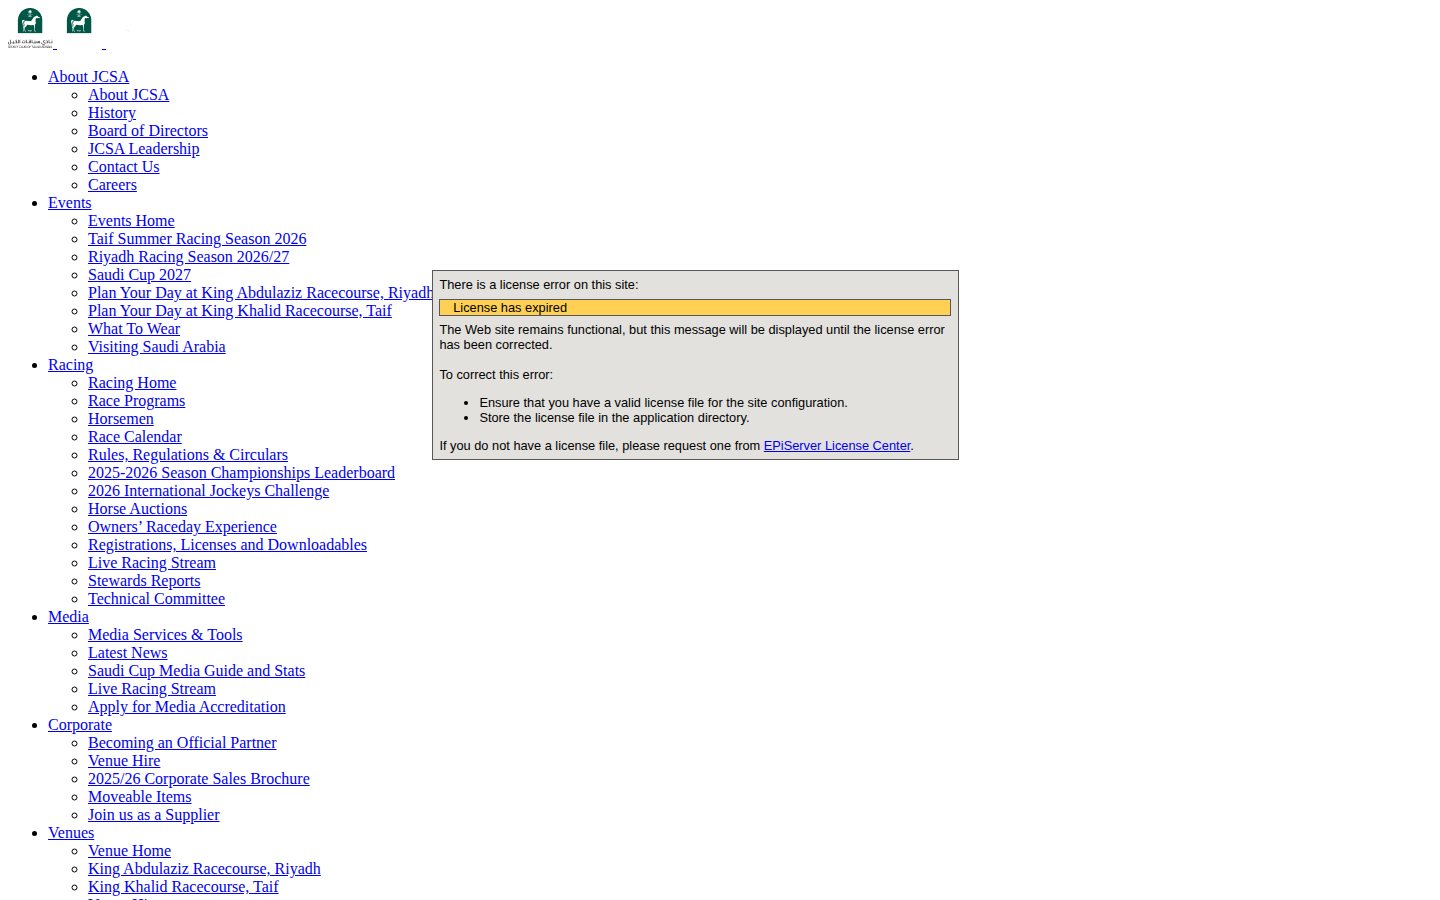 About JCSA
About JCSA
History
Board of Directors
JCSA Leadership
Contact Us
Careers
Events
Events Home
Taif Summer Racing Season 2026
Riyadh Racing Season 2026/27
Saudi Cup 2027
Plan Your Day at King Abdulaziz Racecourse, Riyadh
Plan Your Day at King Khalid Racecourse, Taif
What To Wear
Visiting Saudi Arabia
Racing
Racing Home
Race Programs
Horsemen
Race Calendar
Rules, Regulations & Circulars
2025-2026 Season Championships Leaderboard
2026 International Jockeys Challenge
Horse Auctions
Owners’ Raceday Experience
Registrations, Licenses and Downloadables
Live Racing Stream
Stewards Reports
Technical Committee
Media
Media Services & Tools
Latest News
Saudi Cup Media Guide and Stats
Live Racing Stream
Apply for Media Accreditation
Corporate
Becoming an Official Partner
Venue Hire
2025/26 Corporate Sales Brochure
Moveable Items
Join us as a Supplier
Venues
Venue Home
King Abdulaziz Racecourse, Riyadh
King Khalid Racecourse, Taif
There is a license error on this site:
License has expired
The Web site remains functional, but this message will be displayed until the license error
has been corrected.
To correct this error:
Ensure that you have a valid license file for the site configuration.
Store the license file in the application directory.
If you do not have a license file, please request one from EPiServer License Center.